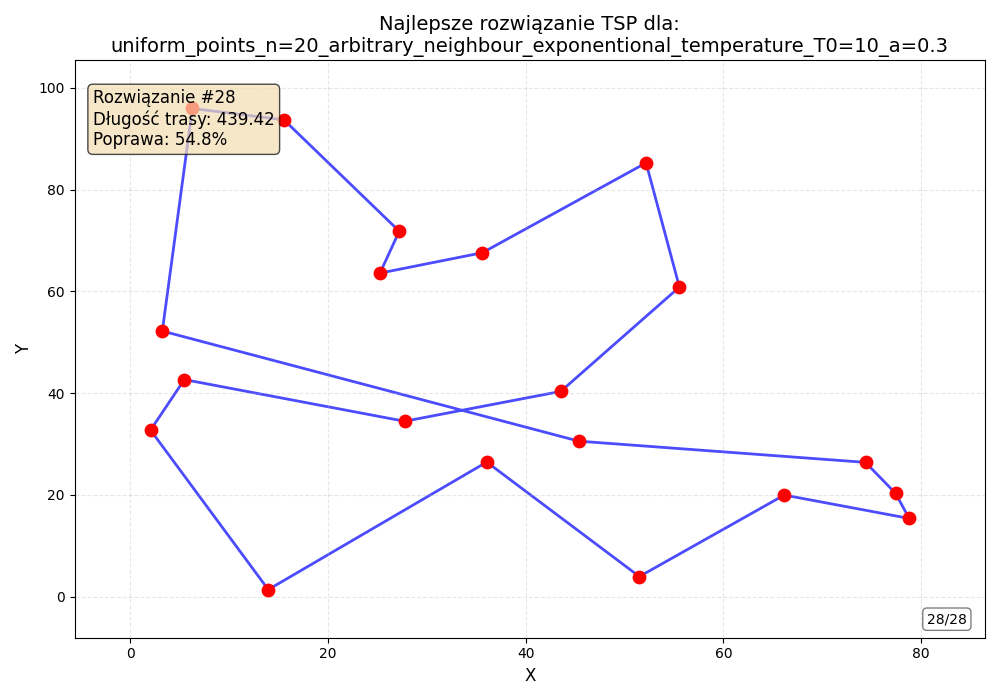 Najlepsze rozwiązanie TSP dla:
uniform_points_n=20_arbitrary_neighbour_exponentional_temperature_T0=10_a=0.3
Rozwiązanie #28
Długość trasy: 439.42
Poprawa: 54.8%
100
80
60
40
20
0
Y
28/28
0 20 40 60 80
X